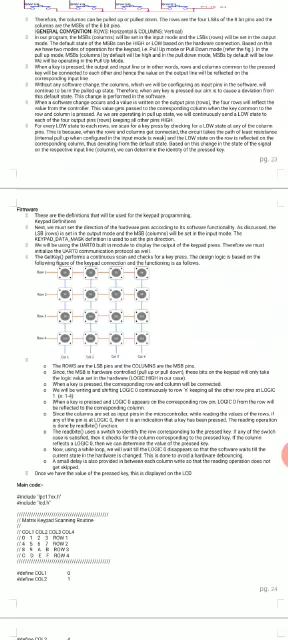 Therefore, the columns can be pulled up or pulled down. The rows are the four LSBs of the 8 bit pins and the
columns are the MSBs of the 8 bit pins.
(GENERAL CONVENTION: ROWS: Horizontal & COLUMNS: Vertical)
In our program, the MSBs (columns) will be set in the input mode and the LSBs (rows) will be set in the output
mode. The default state of the MSBs can be HIGH or LOW based on the hardware connection. Based on this
we have two modes of operation for the keypad, i.e. Pull Up mode or Pull Down mode (refer the fig.). In the pull
up mode, MSBs (columns) by default will be high and in the pull down mode, MSBs by default will be low.
We will be operating in the Pull Up Mode.
When a key is pressed, the output and input line or in other words, rows and columns common to the pressed
key will be connected to each other and hence the value on the output line will be reflected on the
corresponding input line.
Without any software change the columns, which we will be configuring as input pins in the software, will
continue to be in the pulled up state. Therefore, when any key is pressed our aim is to cause a deviation from
this default state. This change is performed in the software.
When a software change occurs and a value is written on the output pins (rows), the four rows will reflect the
value from the controller. This value gets passed to the corresponding column when the key common to the
row and column is pressed. As we are operating in pull up state, we will continuously send a LOW state to
each of the four output pins (rows) keeping all other pins HIGH.
For every LOW state to each rows, we scan for a key press by checking for a LOW state at any of the column
pins. This is because, when the rows and columns get connected, the circuit takes the path of least resistance
(internal pull up when configured in the input mode is weak) and the LOW state on the row is reflected on the
corresponding column, thus deviating from the default state. Based on this change in the state of the signal
or the respective input line (column), we can determine the identity of the pressed key.
pg. 23
Firmware
These are the definitions that will be used for the keypad programming.
Keypad Definitions
Next, we must set the direction of the hardware pins according to its software functionality. As discussed, the
LSB (rows) is set in the output mode and the MSB (columns) will be set in the input mode. The
KEYPAD_DATA_MASK definition is used to set the pin direction.
We will be using the UART0 built in module to display the output of the keypad press. Therefore we must
initialize the UART0 communication protocol as well.
The GetKey() performs a continuous scan and checks for a key press. The design logic is based on the
following figure of the keypad connection and the functioning is as follows.
Row 1
Row 2
Row 3
Row 4
Col 1 Col 2 Col 3 Col 4
The ROWS are the LSB pins and the COLUMNS are the MSB pins.
Since, the MSB is hardware controlled (pull up or pull down), these bits on the keypad will only take
the logic value set in the hardware (LOGIC HIGH in our case).
When a key is pressed, the corresponding row and column will be connected.
We will be writing and shifting LOGIC 0 continuously to row 'x' keeping all the other row pins at LOGIC
1. (x: 1-4)
When a key is pressed and LOGIC 0 appears on the corresponding row pin, LOGIC 0 from the row will
be reflected to the corresponding column.
Since the columns are set as input pins in the microcontroller, while reading the values of the rows, if
any of the pin is at LOGIC 0, then it is an indication that a key has been pressed. The reading operation
is done by readbit() function.
The readbit() uses a switch to identify the row corresponding to the key press. If any of the switch
case is satisfied, then it checks for the column corresponding to the key press. If the column
reflects a LOGIC 0, then we can determine the value of the pressed key.
Now, using a while loop, we will wait till the LOGIC 0 disappears so that the software waits till the
current state in the hardware is changed. This is done to avoid a hardware debouncing.
A small delay is also provided in between each column write so that the reading operation does not
get skipped.
Once we have the value of the pressed key, this is displayed on the LCD
Main code:-
#include "lpc17xx.h"
#include "lcd.h"
/////////////////////////////////////////////
// Matrix Keypad Scanning Routine
//
// COL1 COL2 COL3 COL4
// 0 1 2 3 ROW 1
// 4 5 6 7 ROW 2
// 8 9 A B ROW 3
// C D E F ROW 4
/////////////////////////////////////////////
#define COL1 0
#define COL2 1
pg. 24